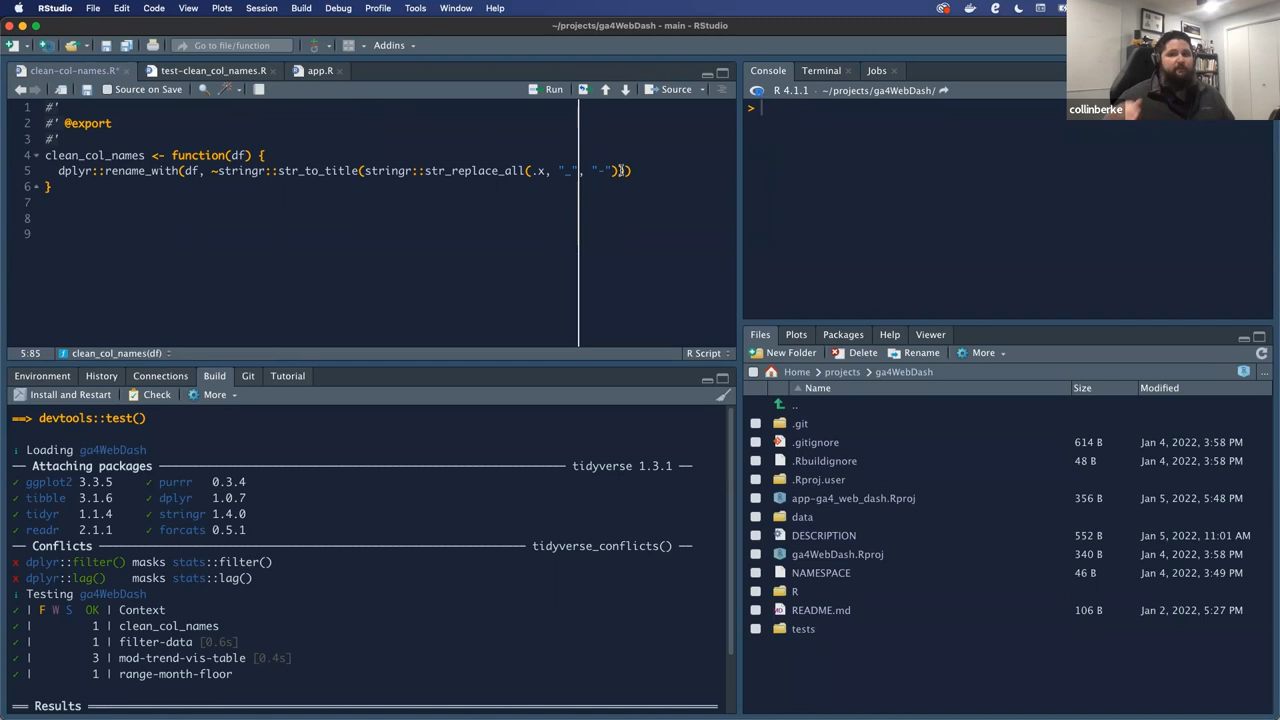 RStudio File Edit Code View Plots Session Build Debug Profile Tools Window Help
~/projects/ga4WebDash - main - RStudio
Go to file/function Addins
clean-col-names.R* test-clean_col_names.R app.R
Source on Save Run Source
1 #'
2 #' @export
3 #'
4 clean_col_names <- function(df) {
5 dplyr::rename_with(df, ~stringr::str_to_title(stringr::str_replace_all(.x, "_", "-")))
6 }
7
8
9
5:85 clean_col_names(df) R Script
Console Terminal Jobs
R 4.1.1 · ~/projects/ga4WebDash/
>
collinberke
Environment History Connections Build Git Tutorial
Install and Restart Check More
==> devtools::test()
i Loading ga4WebDash
── Attaching packages ── tidyverse 1.3.1 ──
✓ ggplot2 3.3.5 ✓ purrr 0.3.4
✓ tibble 3.1.6 ✓ dplyr 1.0.7
✓ tidyr 1.1.4 ✓ stringr 1.4.0
✓ readr 2.1.1 ✓ forcats 0.5.1
── Conflicts ── tidyverse_conflicts() ──
x dplyr::filter() masks stats::filter()
x dplyr::lag() masks stats::lag()
i Testing ga4WebDash
✓ | F W S OK | Context
✓ | 1 | clean_col_names
✓ | 1 | filter-data [0.6s]
✓ | 3 | mod-trend-vis-table [0.4s]
✓ | 1 | range-month-floor
══ Results
Files Plots Packages Help Viewer
New Folder Delete Rename More
Home projects ga4WebDash ...
Name Size Modified
..
.git
.gitignore 614 B Jan 4, 2022, 3:58 PM
.Rbuildignore 48 B Jan 4, 2022, 3:58 PM
.Rproj.user
app-ga4_web_dash.Rproj 356 B Jan 5, 2022, 5:48 PM
data
DESCRIPTION 552 B Jan 5, 2022, 11:01 AM
ga4WebDash.Rproj 340 B Jan 4, 2022, 3:58 PM
NAMESPACE 46 B Jan 4, 2022, 3:49 PM
R
README.md 106 B Jan 2, 2022, 5:27 PM
tests